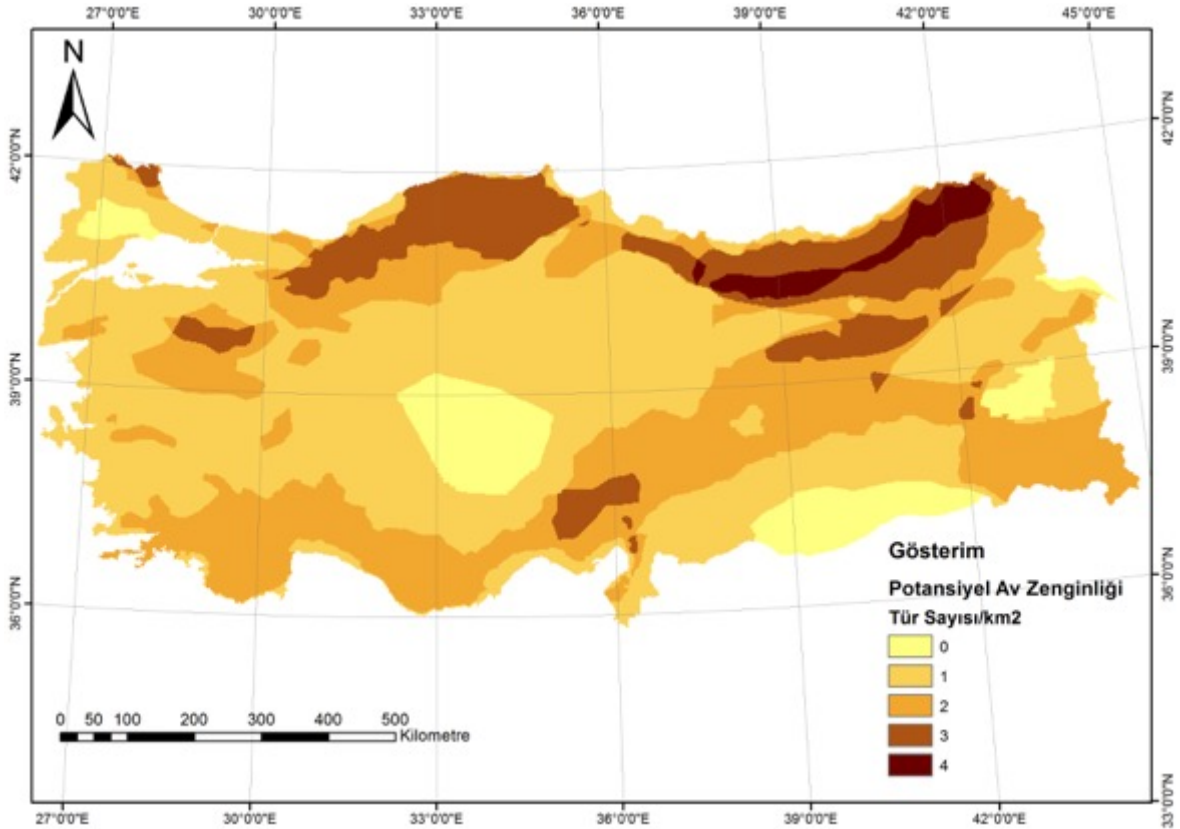 27°0'0"E 30°0'0"E 33°0'0"E 36°0'0"E 39°0'0"E 42°0'0"E 45°0'0"E
N
42°0'0"N
42°0'0"N
39°0'0"N
39°0'0"N
36°0'0"N
36°0'0"N
33°0'0"N
Gösterim
Potansiyel Av Zenginliği
Tür Sayısı/km2
0
1
2
3
4
0 50 100 200 300 400 500
Kilometre
27°0'0"E 30°0'0"E 33°0'0"E 36°0'0"E 39°0'0"E 42°0'0"E